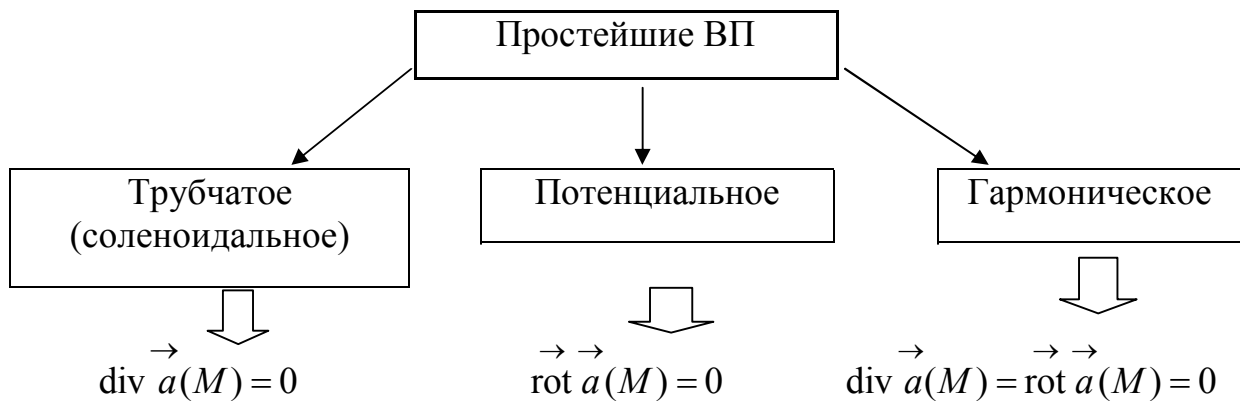 Простейшие ВП
Трубчатое
(соленоидальное)
Потенциальное
Гармоническое
div a⃗(M) = 0
rot⃗ a⃗(M) = 0
div a⃗(M) = rot⃗ a⃗(M) = 0